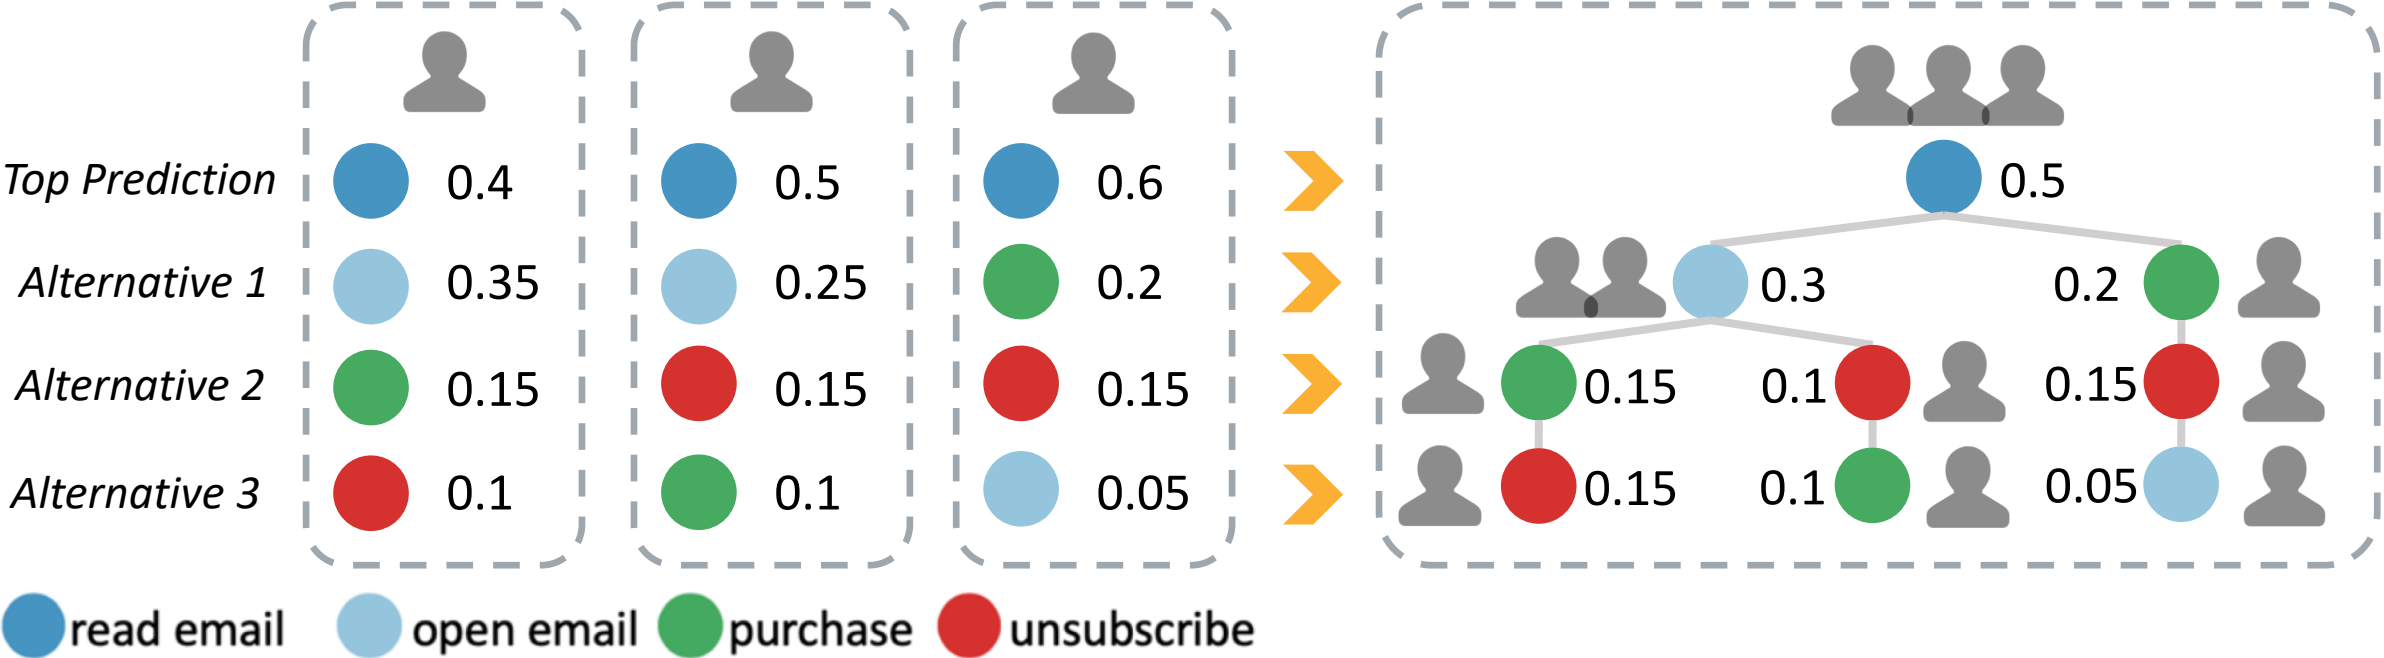 Top Prediction 0.4 0.5 0.6 0.5
Alternative 1 0.35 0.25 0.2 0.3 0.2
Alternative 2 0.15 0.15 0.15 0.15 0.1 0.15
Alternative 3 0.1 0.1 0.05 0.15 0.1 0.05
read email open email purchase unsubscribe